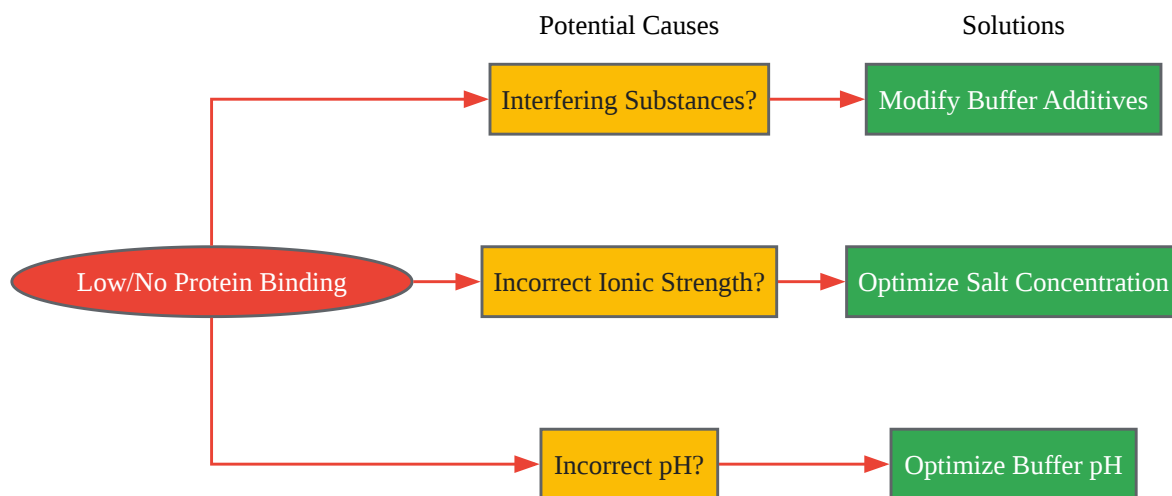 Potential Causes
Solutions
Interfering Substances?
Modify Buffer Additives
Low/No Protein Binding
Incorrect Ionic Strength?
Optimize Salt Concentration
Incorrect pH?
Optimize Buffer pH